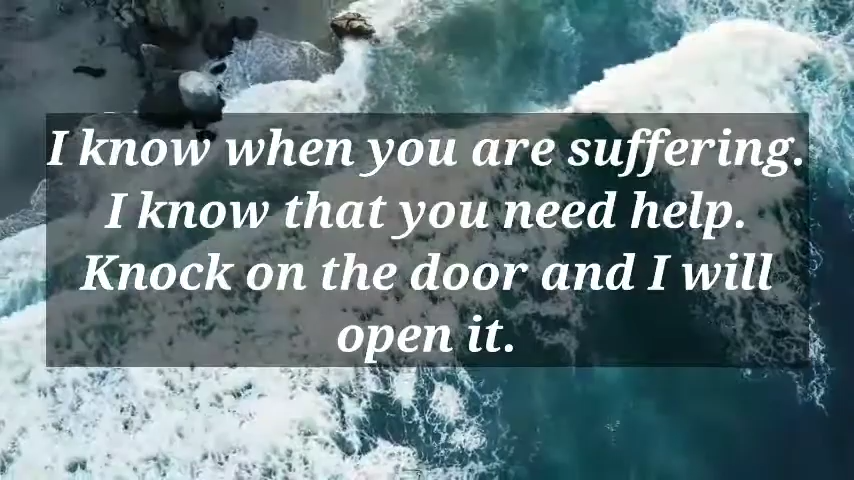 I know when you are suffering.
I know that you need help.
Knock on the door and I will
open it.